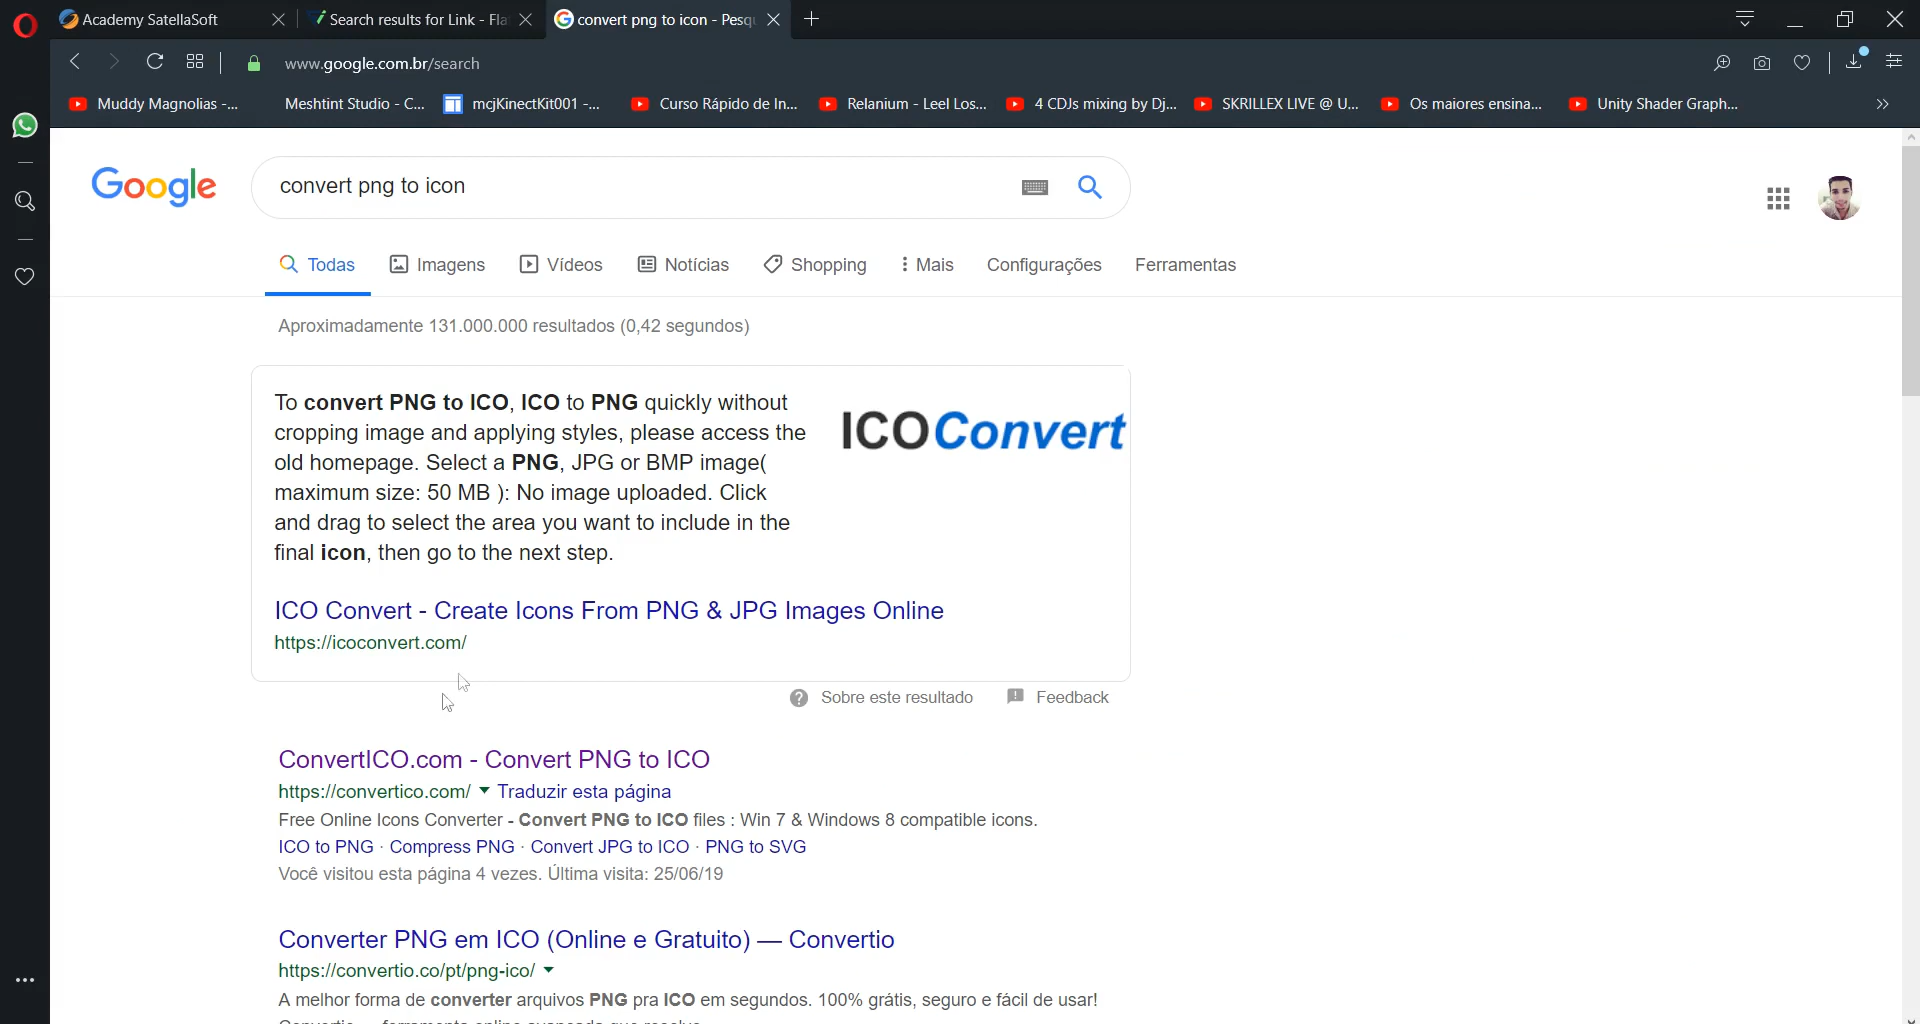 Academy SatellaSoft
Search results for Link - Fla
convert png to icon - Pesqu
www.google.com.br/search
Muddy Magnolias -...
Meshtint Studio - C...
mcjKinectKit001 -...
Curso Rápido de In...
Relanium - Leel Los...
4 CDJs mixing by Dj...
SKRILLEX LIVE @ U...
Os maiores ensina...
Unity Shader Graph...
Google
convert png to icon
Todas
Imagens
Vídeos
Notícias
Shopping
Mais
Configurações
Ferramentas
Aproximadamente 131.000.000 resultados (0,42 segundos)
To convert PNG to ICO, ICO to PNG quickly without
cropping image and applying styles, please access the
old homepage. Select a PNG, JPG or BMP image(
maximum size: 50 MB ): No image uploaded. Click
and drag to select the area you want to include in the
final icon, then go to the next step.
ICOConvert
ICO Convert - Create Icons From PNG & JPG Images Online
https://icoconvert.com/
Sobre este resultado
Feedback
ConvertICO.com - Convert PNG to ICO
https://convertico.com/ Traduzir esta página
Free Online Icons Converter - Convert PNG to ICO files : Win 7 & Windows 8 compatible icons.
ICO to PNG · Compress PNG · Convert JPG to ICO · PNG to SVG
Você visitou esta página 4 vezes. Última visita: 25/06/19
Converter PNG em ICO (Online e Gratuito) — Convertio
https://convertio.co/pt/png-ico/
A melhor forma de converter arquivos PNG pra ICO em segundos. 100% grátis, seguro e fácil de usar!